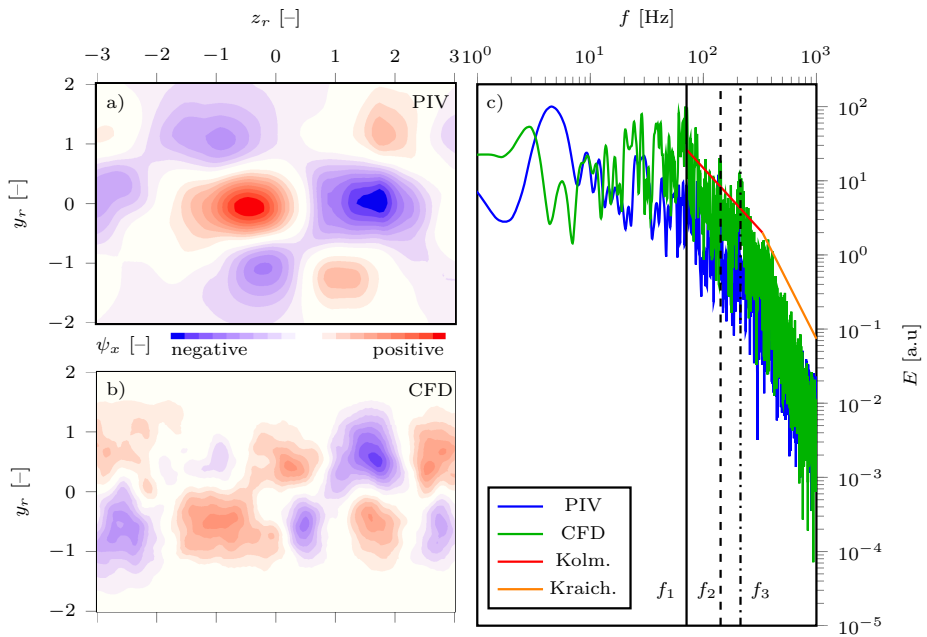 z_r [–]
−3 −2 −1 0 1 2 3
y_r [–]
2
1
0
−1
−2
a)
PIV
ψ_x [–]
negative
positive
y_r [–]
2
1
0
−1
−2
b)
CFD
f [Hz]
10^0 10^1 10^2 10^3
c)
10^2
10^1
10^0
10^−1
10^−2
10^−3
10^−4
10^−5
E [a.u]
PIV
CFD
Kolm.
Kraich.
f_1 f_2 f_3